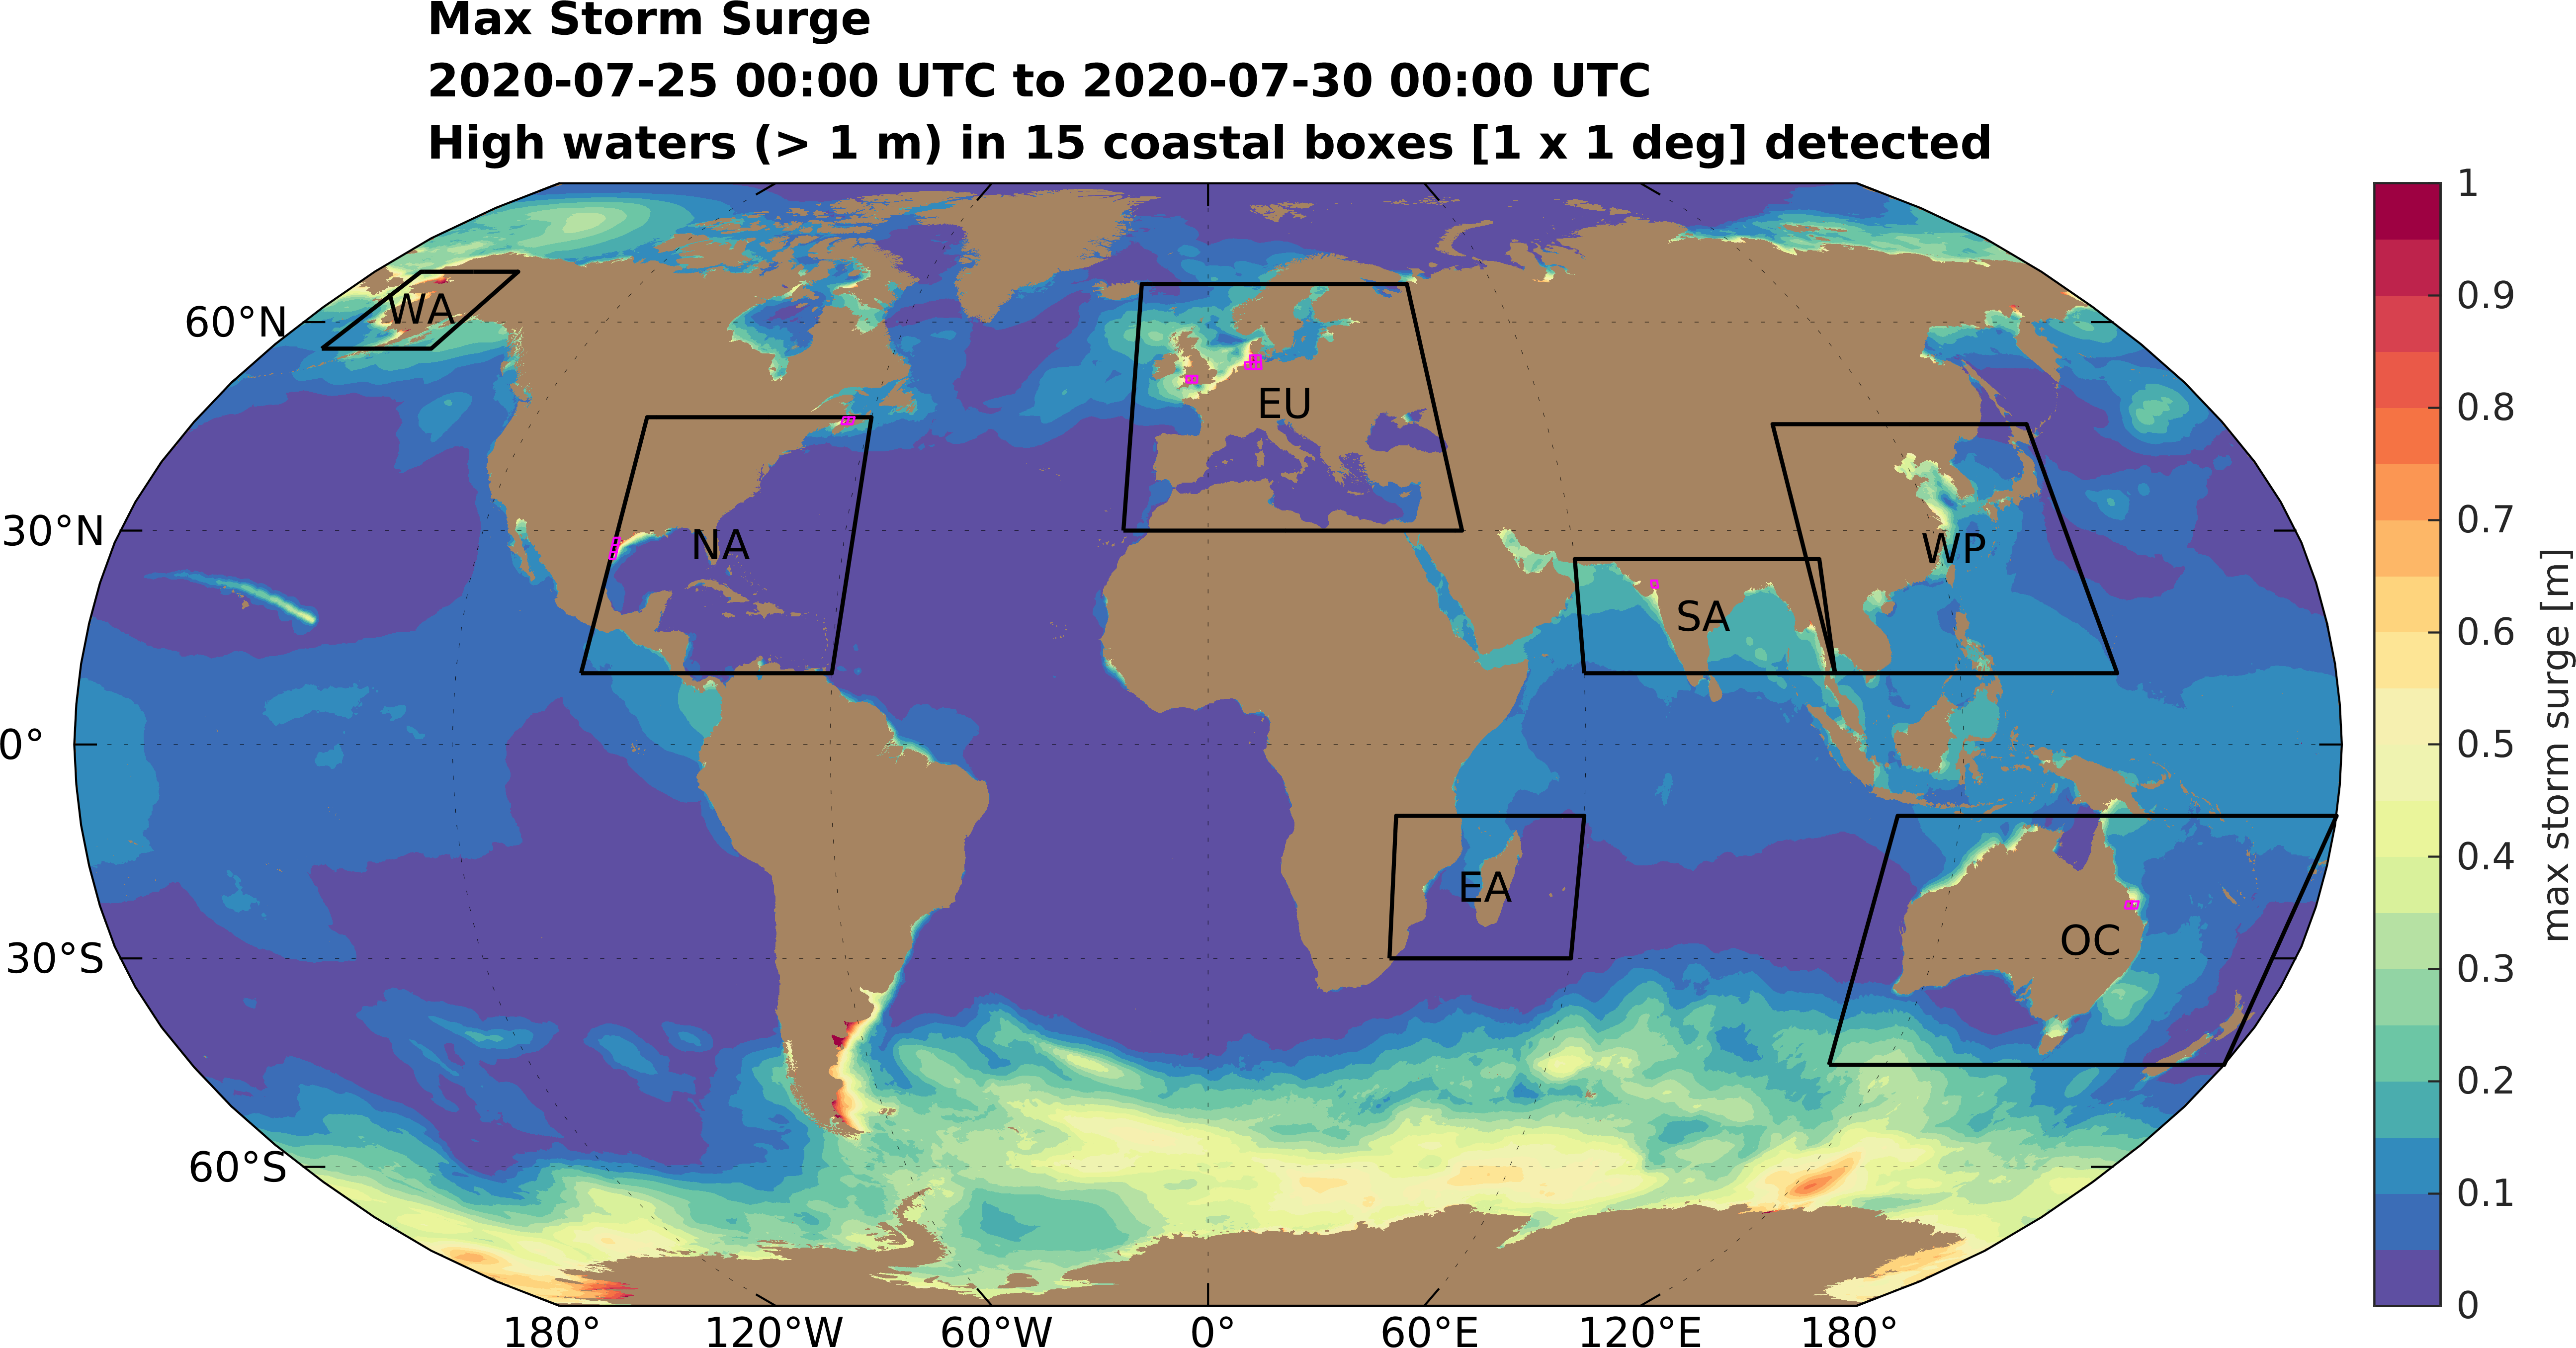 Max Storm Surge
2020-07-25 00:00 UTC to 2020-07-30 00:00 UTC
High waters (> 1 m) in 15 coastal boxes [1 x 1 deg] detected
60°N
30°N
0°
30°S
60°S
WA
NA
EU
SA
WP
EA
OC
180°
120°W
60°W
0°
60°E
120°E
180°
1
0.9
0.8
0.7
0.6
0.5
0.4
0.3
0.2
0.1
0
max storm surge [m]